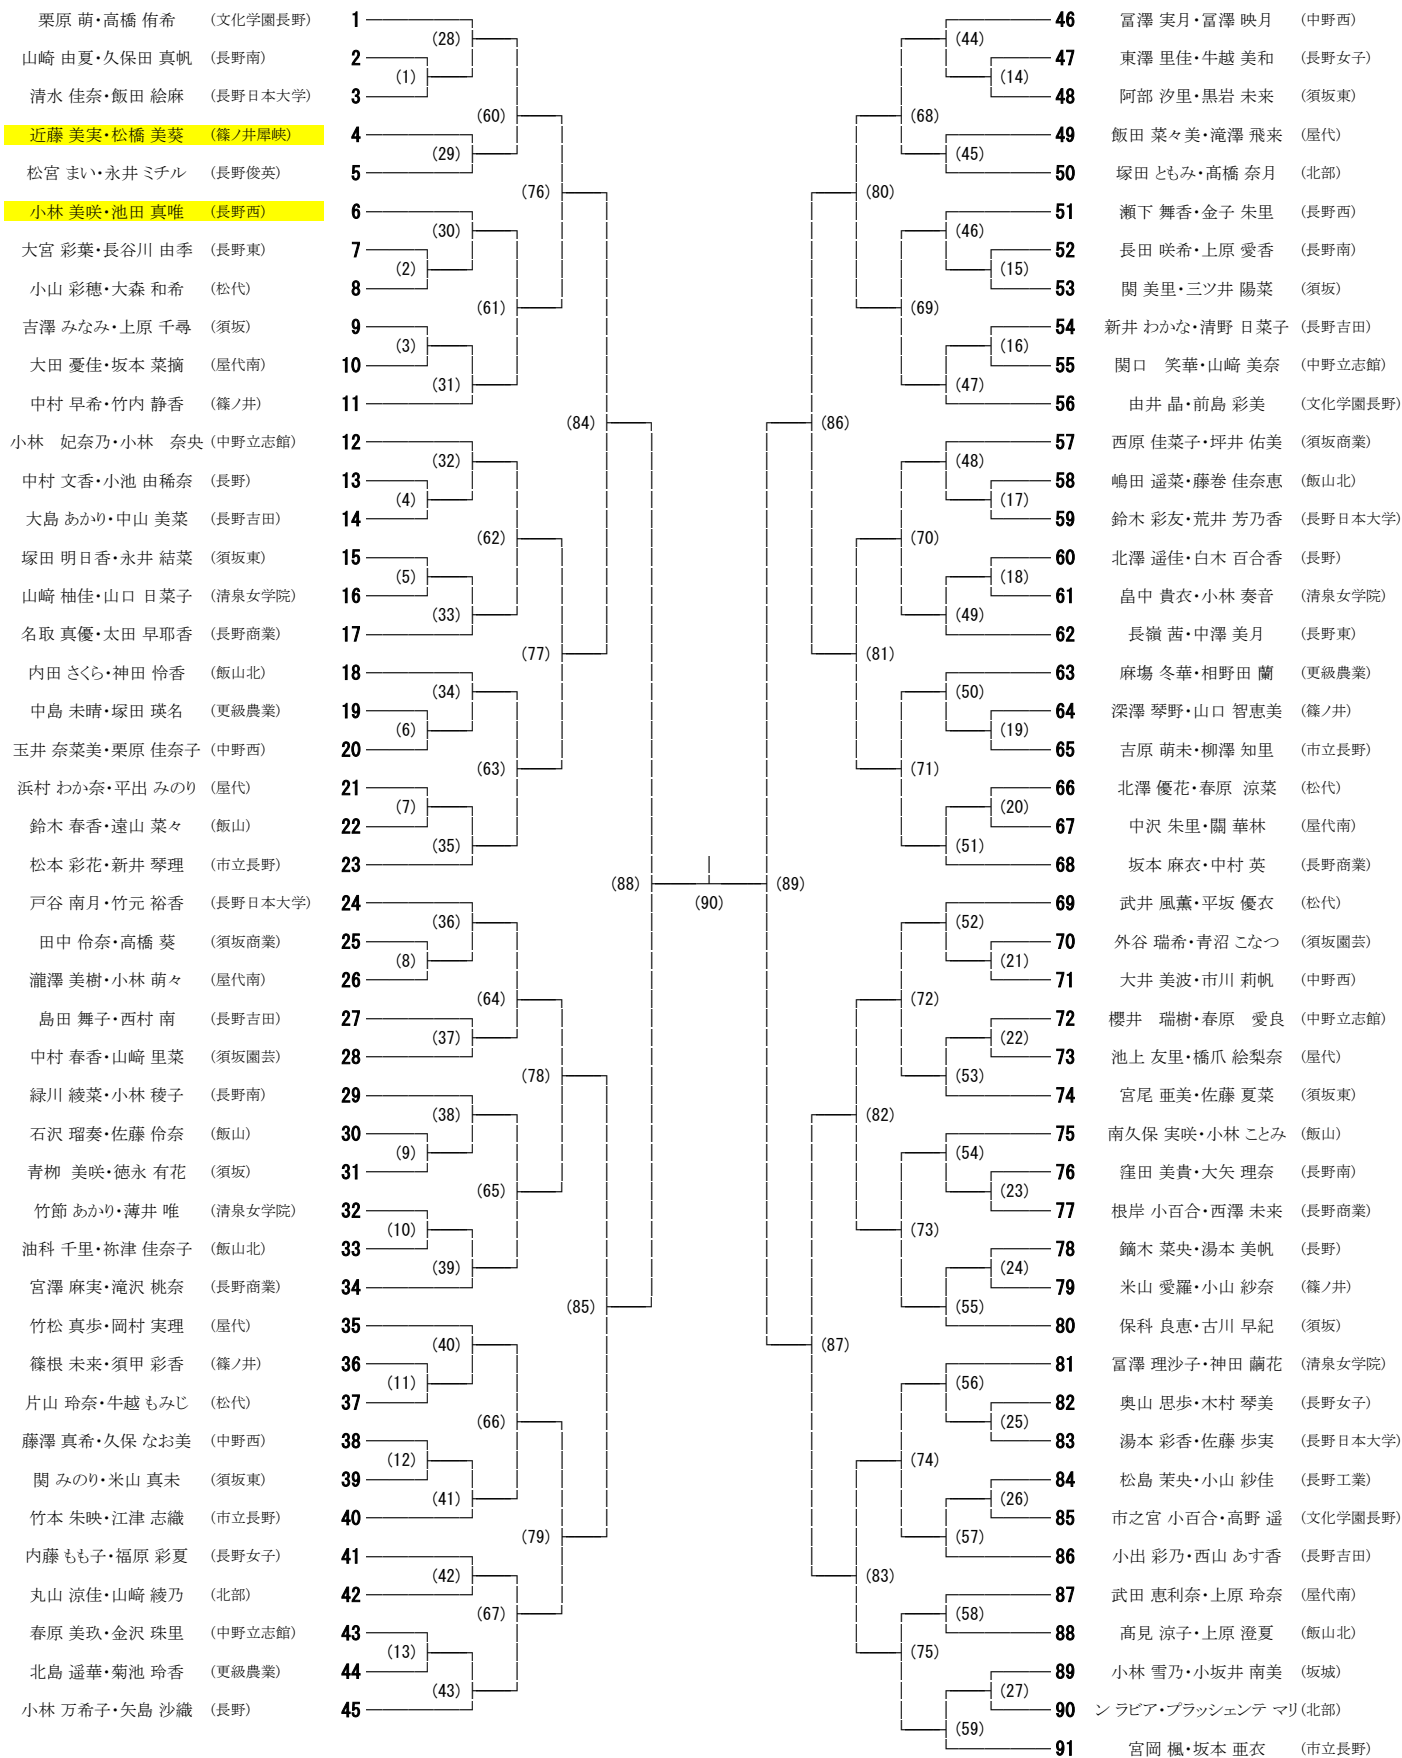 栗原 萌・高橋 侑希 (文化学園長野) 1
山崎 由夏・久保田 真帆 (長野南) 2
清水 佳奈・飯田 絵麻 (長野日本大学) 3
近藤 美実・松橋 美葵 (篠ノ井犀峡) 4
松宮 まい・永井 ミチル (長野俊英) 5
小林 美咲・池田 真唯 (長野西) 6
大宮 彩葉・長谷川 由季 (長野東) 7
小山 彩穂・大森 和希 (松代) 8
吉澤 みなみ・上原 千尋 (須坂) 9
大田 憂佳・坂本 菜摘 (屋代南) 10
中村 早希・竹内 静香 (篠ノ井) 11
小林 妃奈乃・小林 奈央 (中野立志館) 12
中村 文香・小池 由稀奈 (長野) 13
大島 あかり・中山 美菜 (長野吉田) 14
塚田 明日香・永井 結菜 (須坂東) 15
山﨑 柚佳・山口 日菜子 (清泉女学院) 16
名取 真優・太田 早耶香 (長野商業) 17
内田 さくら・神田 怜香 (飯山北) 18
中島 未晴・塚田 瑛名 (更級農業) 19
玉井 奈菜美・栗原 佳奈子 (中野西) 20
浜村 わか奈・平出 みのり (屋代) 21
鈴木 春香・遠山 菜々 (飯山) 22
松本 彩花・新井 琴理 (市立長野) 23
戸谷 南月・竹元 裕香 (長野日本大学) 24
田中 伶奈・高橋 葵 (須坂商業) 25
瀧澤 美樹・小林 萌々 (屋代南) 26
島田 舞子・西村 南 (長野吉田) 27
中村 春香・山﨑 里菜 (須坂園芸) 28
緑川 綾菜・小林 稜子 (長野南) 29
石沢 瑠奏・佐藤 伶奈 (飯山) 30
青栁 美咲・徳永 有花 (須坂) 31
竹節 あかり・薄井 唯 (清泉女学院) 32
油科 千里・祢津 佳奈子 (飯山北) 33
宮澤 麻実・滝沢 桃奈 (長野商業) 34
竹松 真歩・岡村 実理 (屋代) 35
篠根 未来・須甲 彩香 (篠ノ井) 36
片山 玲奈・牛越 もみじ (松代) 37
藤澤 真希・久保 なお美 (中野西) 38
関 みのり・米山 真未 (須坂東) 39
竹本 朱映・江津 志織 (市立長野) 40
内藤 もも子・福原 彩夏 (長野女子) 41
丸山 涼佳・山﨑 綾乃 (北部) 42
春原 美玖・金沢 珠里 (中野立志館) 43
北島 遥華・菊池 玲香 (更級農業) 44
小林 万希子・矢島 沙織 (長野) 45
(1)
(2)
(3)
(4)
(5)
(6)
(7)
(8)
(9)
(10)
(11)
(12)
(13)
(28)
(29)
(30)
(31)
(32)
(33)
(34)
(35)
(36)
(37)
(38)
(39)
(40)
(41)
(42)
(43)
(60)
(61)
(62)
(63)
(64)
(65)
(66)
(67)
(76)
(77)
(78)
(79)
(84)
(85)
(88)
(90)
(89)
(86)
(87)
(80)
(81)
(82)
(83)
(68)
(69)
(70)
(71)
(72)
(73)
(74)
(75)
(44)
(45)
(46)
(47)
(48)
(49)
(50)
(51)
(52)
(53)
(54)
(55)
(56)
(57)
(58)
(59)
(14)
(15)
(16)
(17)
(18)
(19)
(20)
(21)
(22)
(23)
(24)
(25)
(26)
(27)
46 冨澤 実月・冨澤 映月 (中野西)
47 東澤 里佳・牛越 美和 (長野女子)
48 阿部 汐里・黒岩 未来 (須坂東)
49 飯田 菜々美・滝澤 飛来 (屋代)
50 塚田 ともみ・髙橋 奈月 (北部)
51 瀬下 舞香・金子 朱里 (長野西)
52 長田 咲希・上原 愛香 (長野南)
53 関 美里・三ツ井 陽菜 (須坂)
54 新井 わかな・清野 日菜子 (長野吉田)
55 関口 笑華・山﨑 美奈 (中野立志館)
56 由井 晶・前島 彩美 (文化学園長野)
57 西原 佳菜子・坪井 佑美 (須坂商業)
58 嶋田 遥菜・藤巻 佳奈恵 (飯山北)
59 鈴木 彩友・荒井 芳乃香 (長野日本大学)
60 北澤 遥佳・白木 百合香 (長野)
61 畠中 貴衣・小林 奏音 (清泉女学院)
62 長嶺 茜・中澤 美月 (長野東)
63 麻場 冬華・相野田 蘭 (更級農業)
64 深澤 琴野・山口 智恵美 (篠ノ井)
65 吉原 萌未・柳澤 知里 (市立長野)
66 北澤 優花・春原 涼菜 (松代)
67 中沢 朱里・關 華林 (屋代南)
68 坂本 麻衣・中村 英 (長野商業)
69 武井 風薫・平坂 優衣 (松代)
70 外谷 瑞希・青沼 こなつ (須坂園芸)
71 大井 美波・市川 莉帆 (中野西)
72 櫻井 瑞樹・春原 愛良 (中野立志館)
73 池上 友里・橋爪 絵梨奈 (屋代)
74 宮尾 亜美・佐藤 夏菜 (須坂東)
75 南久保 実咲・小林 ことみ (飯山)
76 窪田 美貴・大矢 理奈 (長野南)
77 根岸 小百合・西澤 未来 (長野商業)
78 鏑木 菜央・湯本 美帆 (長野)
79 米山 愛羅・小山 紗奈 (篠ノ井)
80 保科 良恵・古川 早紀 (須坂)
81 冨澤 理沙子・神田 繭花 (清泉女学院)
82 奥山 思歩・木村 琴美 (長野女子)
83 湯本 彩香・佐藤 歩実 (長野日本大学)
84 松島 茉央・小山 紗佳 (長野工業)
85 市之宮 小百合・高野 遥 (文化学園長野)
86 小出 彩乃・西山 あす香 (長野吉田)
87 武田 恵利奈・上原 玲奈 (屋代南)
88 髙見 涼子・上原 澄夏 (飯山北)
89 小林 雪乃・小坂井 南美 (坂城)
90 ン ラビア・プラッシェンテ マリ (北部)
91 宮岡 楓・坂本 亜衣 (市立長野)